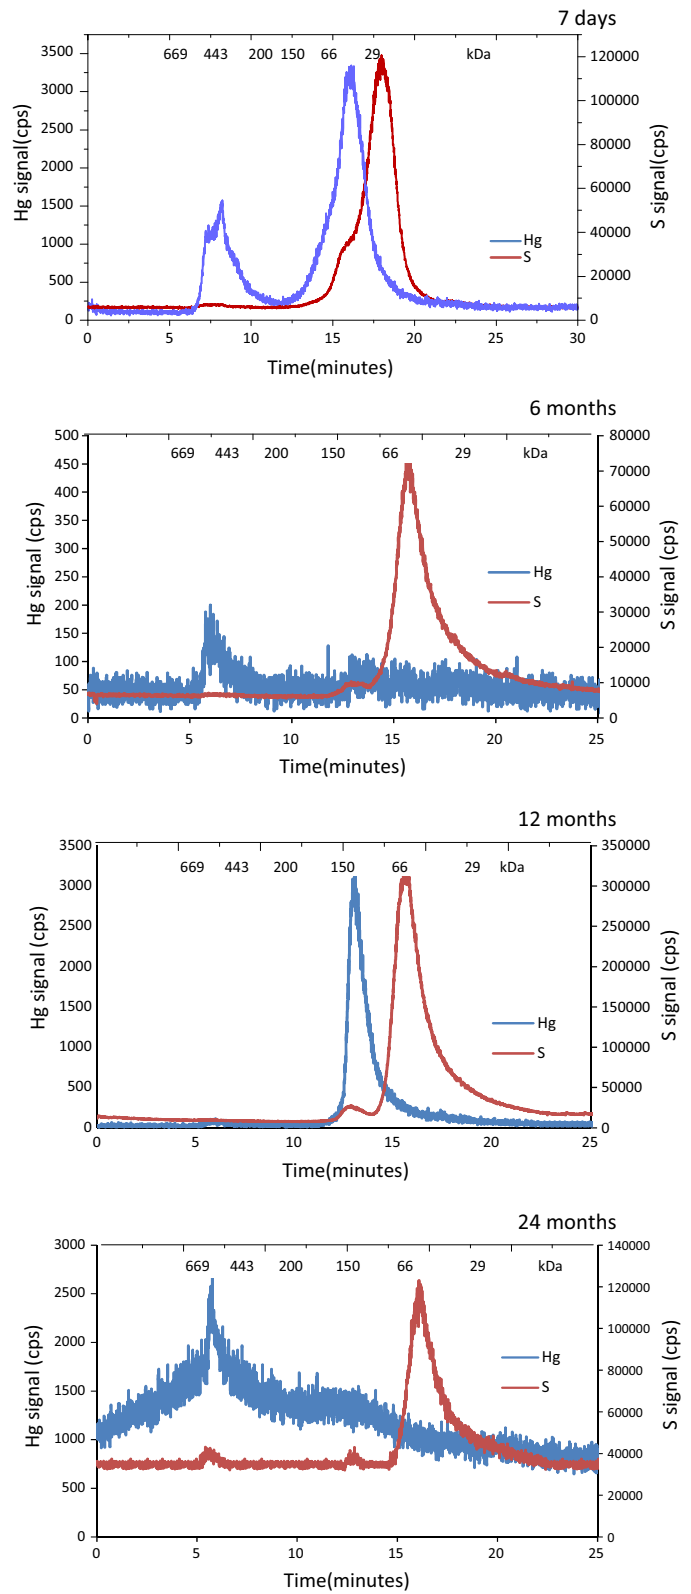 7 days
669 443 200 150 66 29 kDa
3500
3000
2500
2000
1500
1000
500
0
Hg signal(cps)
120000
100000
80000
60000
40000
20000
0
S signal(cps)
Hg
S
0 5 10 15 20 25 30
Time(minutes)
6 months
669 443 200 150 66 29 kDa
500
450
400
350
300
250
200
150
100
50
0
Hg signal (cps)
80000
70000
60000
50000
40000
30000
20000
10000
0
S signal (cps)
Hg
S
0 5 10 15 20 25
Time(minutes)
12 months
669 443 200 150 66 29 kDa
3500
3000
2500
2000
1500
1000
500
0
Hg signal (cps)
350000
300000
250000
200000
150000
100000
50000
0
S signal (cps)
Hg
S
0 5 10 15 20 25
Time(minutes)
24 months
669 443 200 150 66 29 kDa
3000
2500
2000
1500
1000
500
0
Hg signal (cps)
140000
120000
100000
80000
60000
40000
20000
0
S signal (cps)
Hg
S
0 5 10 15 20 25
Time(minutes)